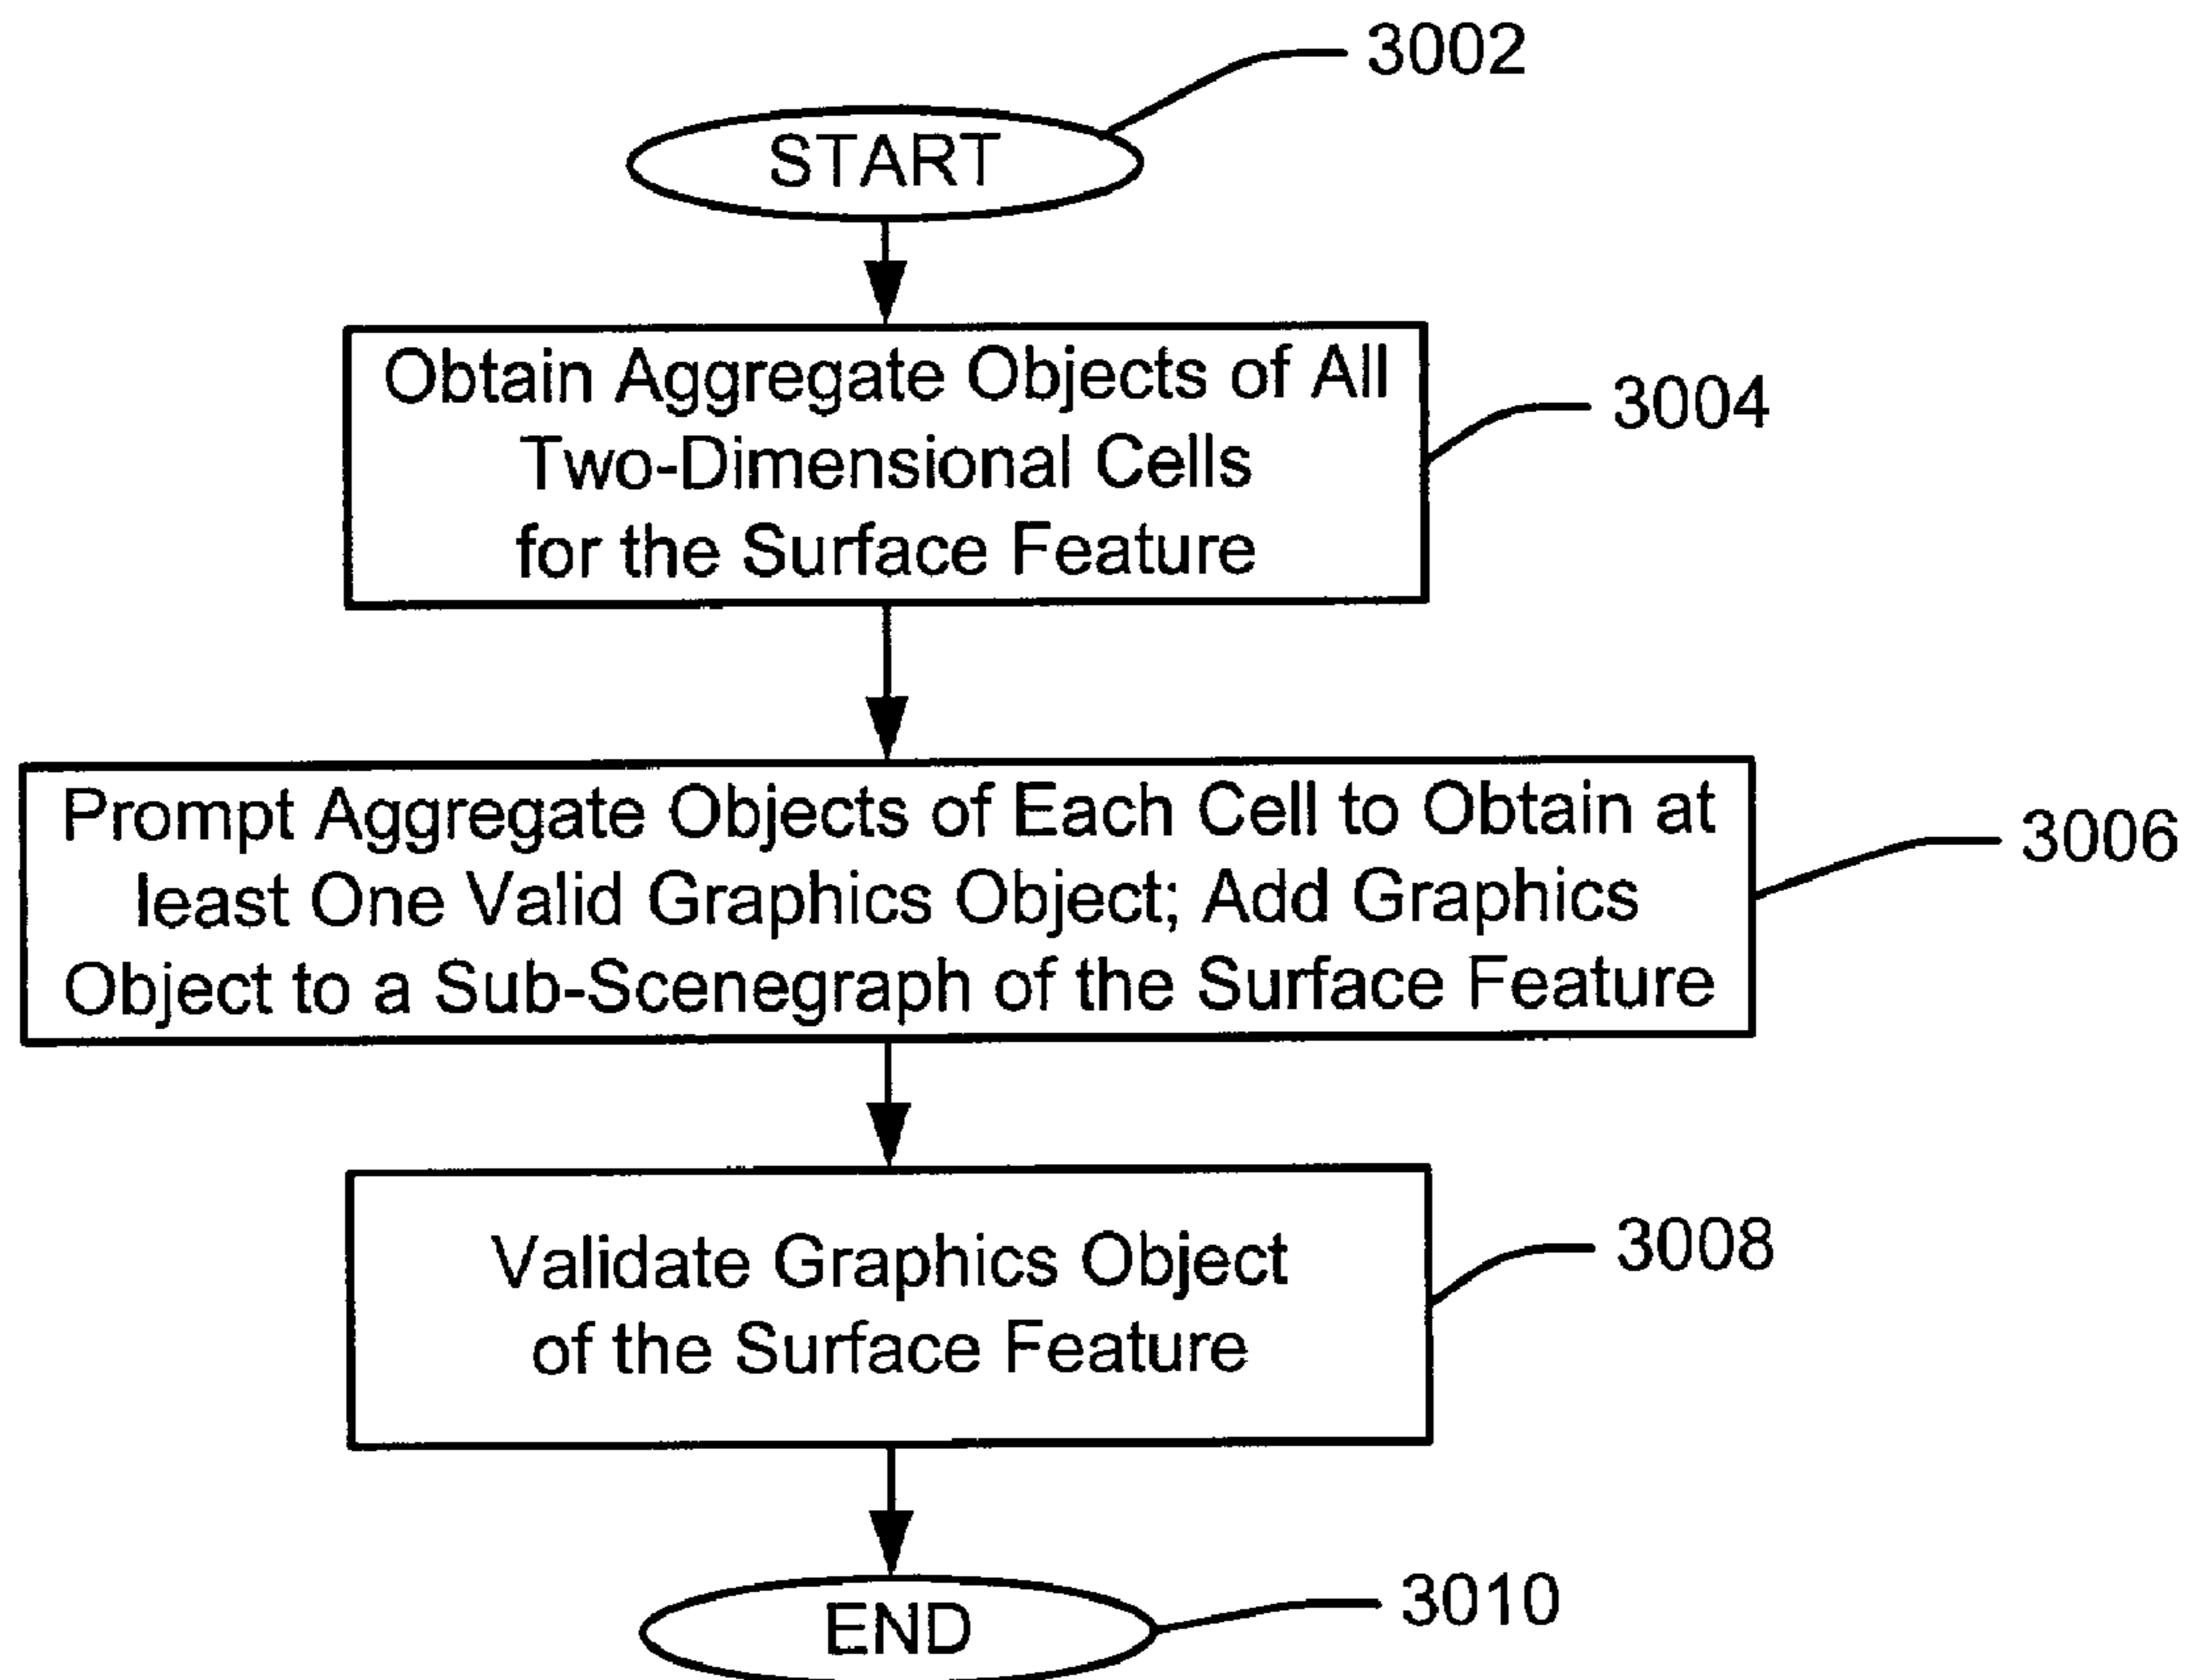 3002
START
Obtain Aggregate Objects of All
Two-Dimensional Cells
for the Surface Feature
3004
Prompt Aggregate Objects of Each Cell to Obtain at
least One Valid Graphics Object; Add Graphics
Object to a Sub-Scenegraph of the Surface Feature
3006
Validate Graphics Object
of the Surface Feature
3008
END
3010